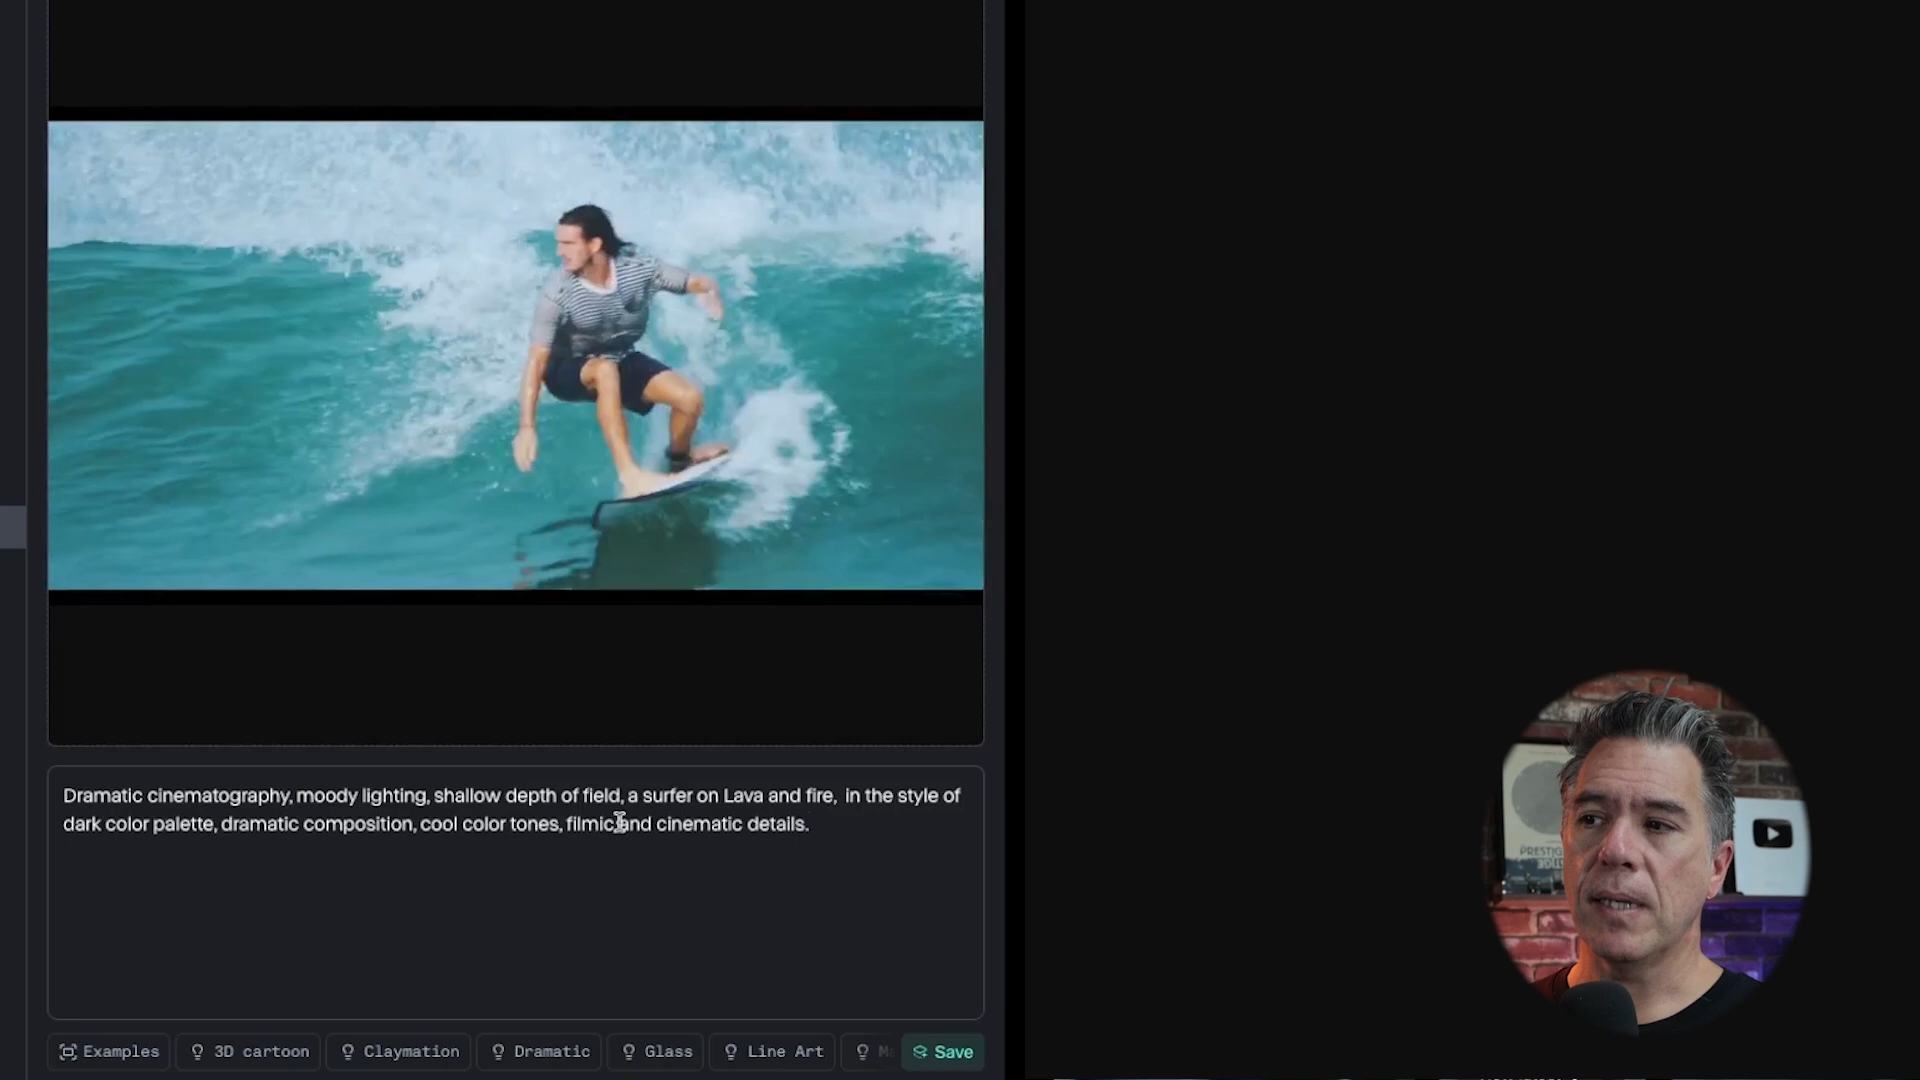 Dramatic cinematography, moody lighting, shallow depth of field, a surfer on Lava and fire,  in the style of
dark color palette, dramatic composition, cool color tones, filmic and cinematic details.
Examples
3D cartoon
Claymation
Dramatic
Glass
Line Art
Save
PRESTIG